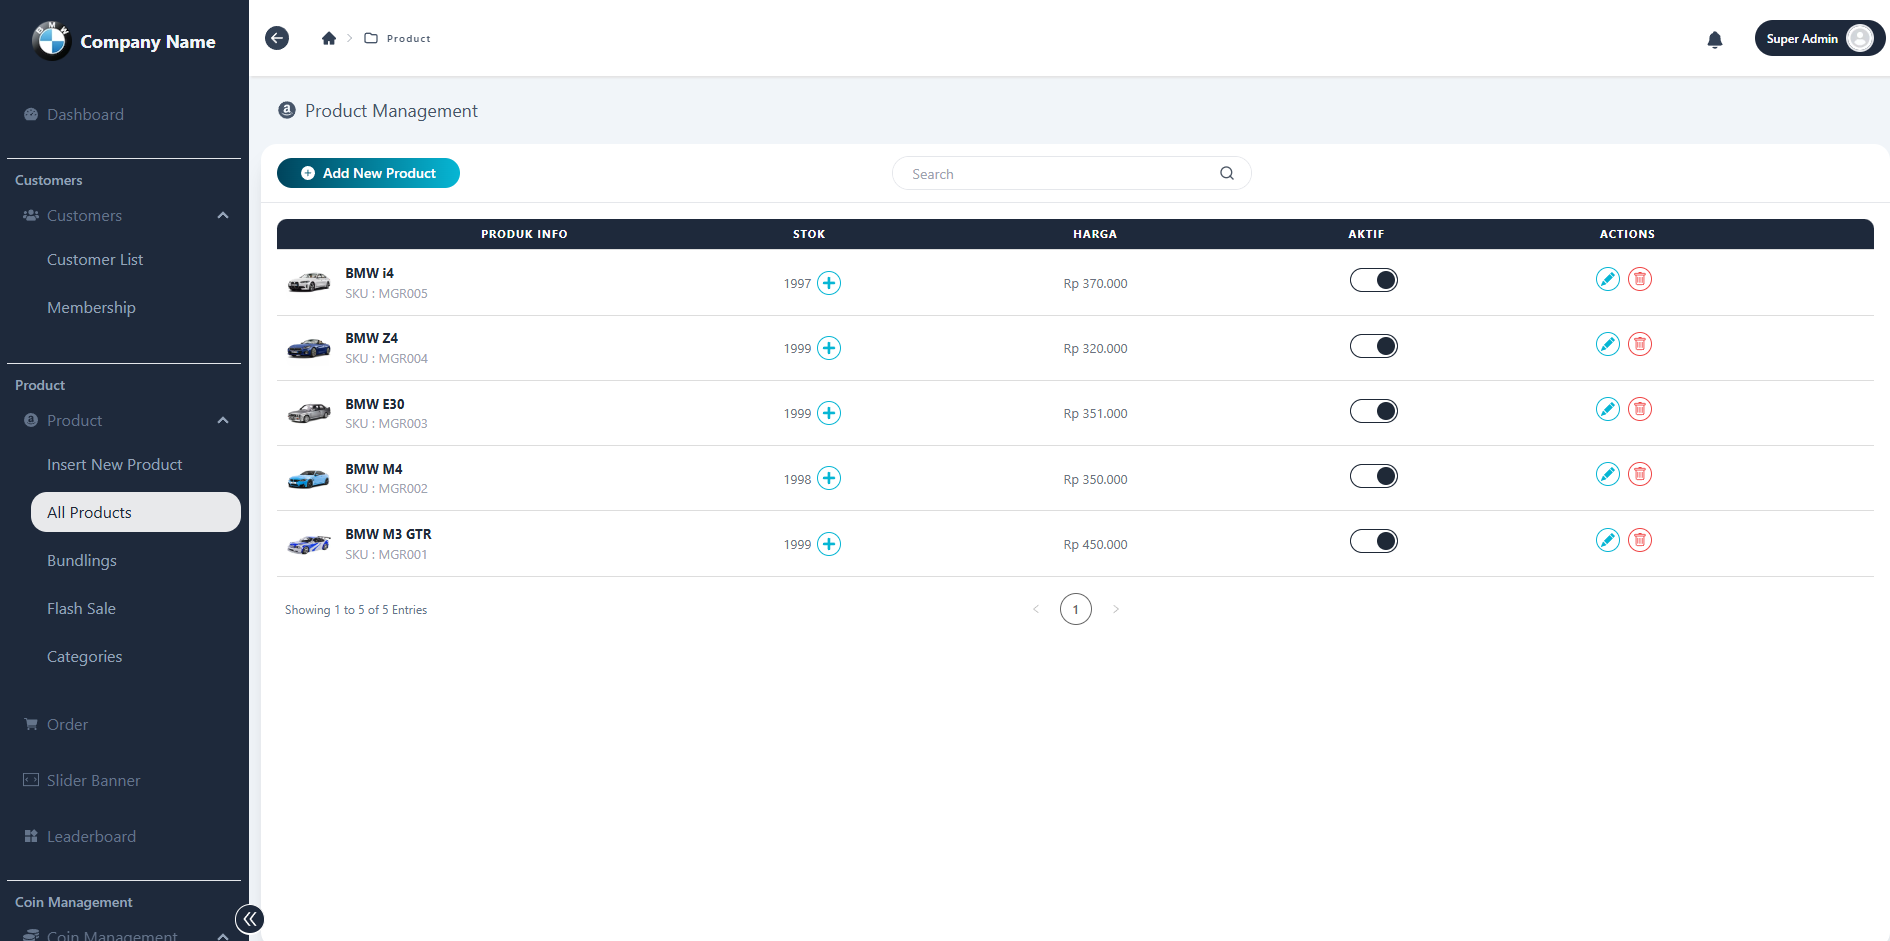 BMW
Company Name
Dashboard
Customers
Customers
Customer List
Membership
Product
Product
Insert New Product
All Products
Bundlings
Flash Sale
Categories
Order
Slider Banner
Leaderboard
Coin Management
Coin Management
Product
Super Admin
Product Management
Add New Product
Search
PRODUK INFO STOK HARGA AKTIF ACTIONS
BMW i4
SKU : MGR005
1997
Rp 370.000
BMW Z4
SKU : MGR004
1999
Rp 320.000
BMW E30
SKU : MGR003
1999
Rp 351.000
BMW M4
SKU : MGR002
1998
Rp 350.000
BMW M3 GTR
SKU : MGR001
1999
Rp 450.000
Showing 1 to 5 of 5 Entries
< 1 >